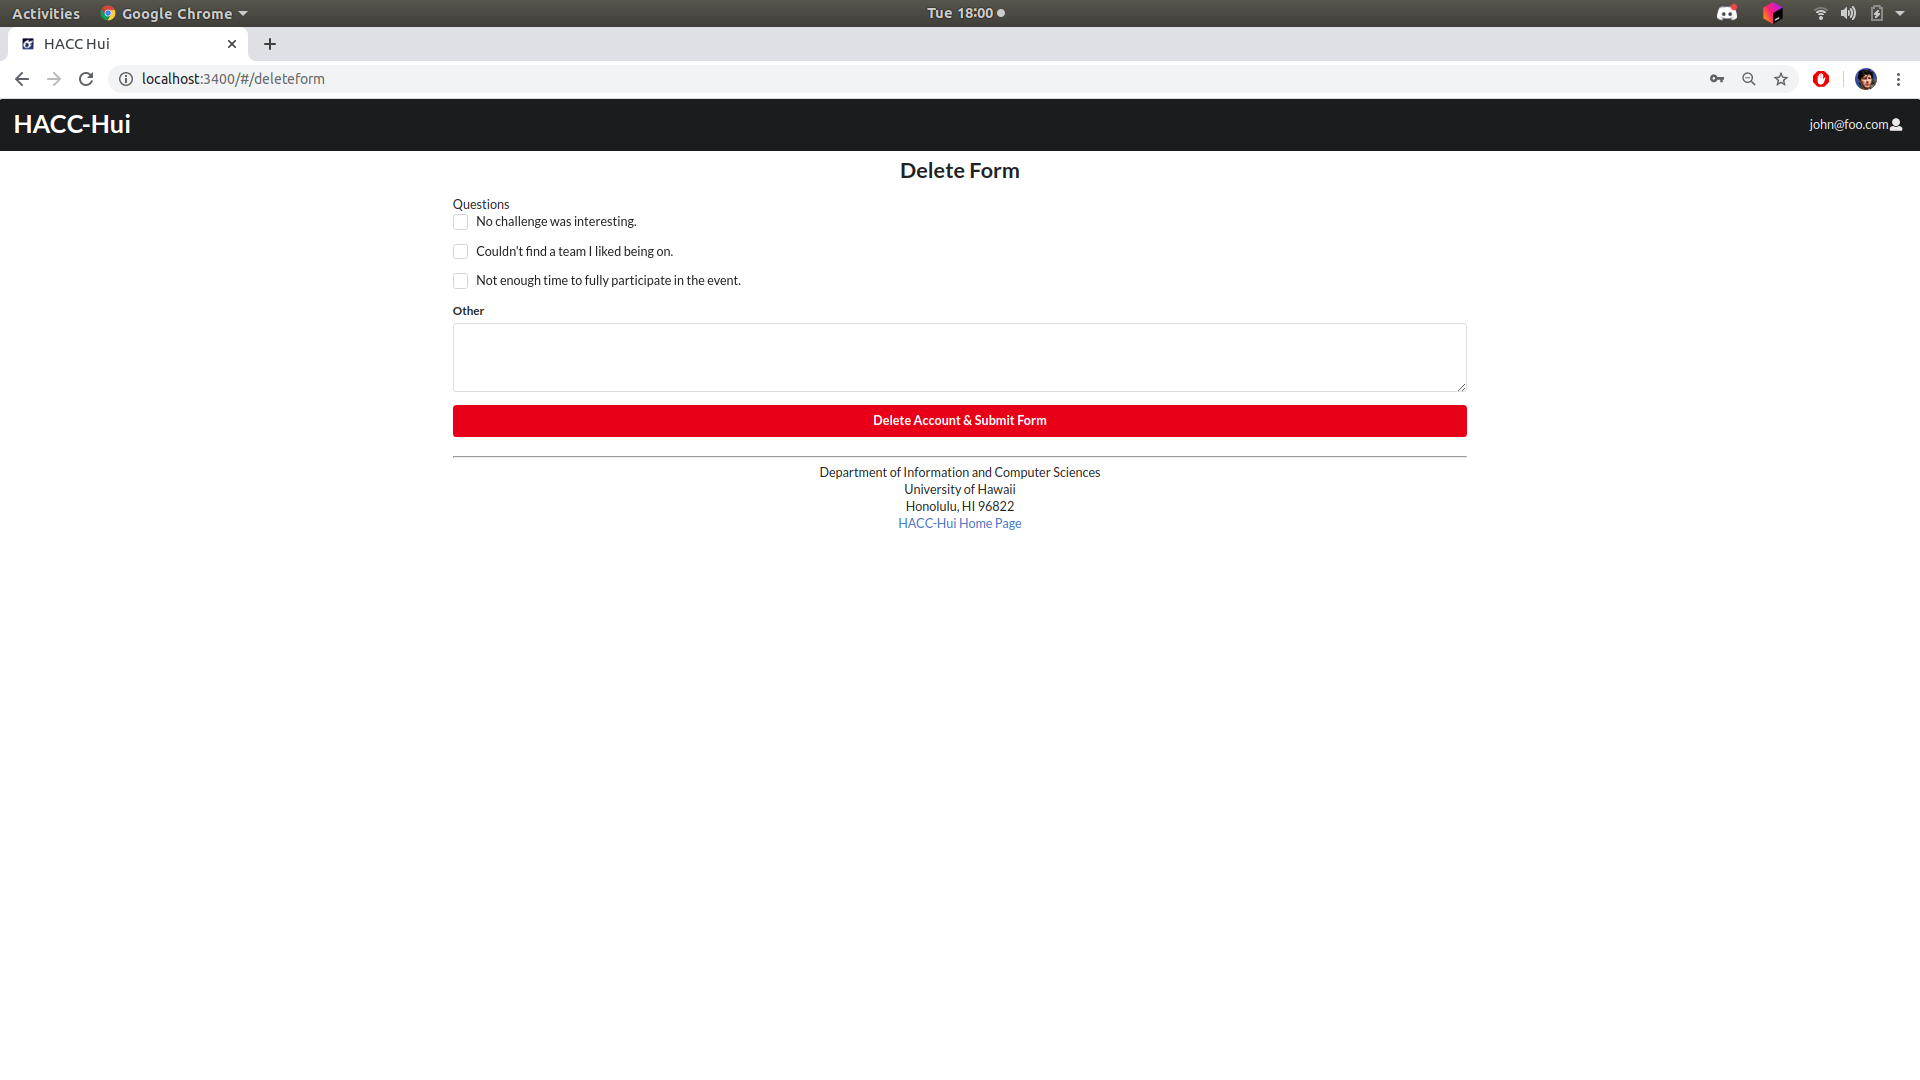 Activities Google Chrome Tue 18:00
HACC Hui
localhost:3400/#/deleteform
HACC-Hui john@foo.com
Delete Form
Questions
No challenge was interesting.
Couldn't find a team I liked being on.
Not enough time to fully participate in the event.
Other
Delete Account & Submit Form
Department of Information and Computer Sciences
University of Hawaii
Honolulu, HI 96822
HACC-Hui Home Page